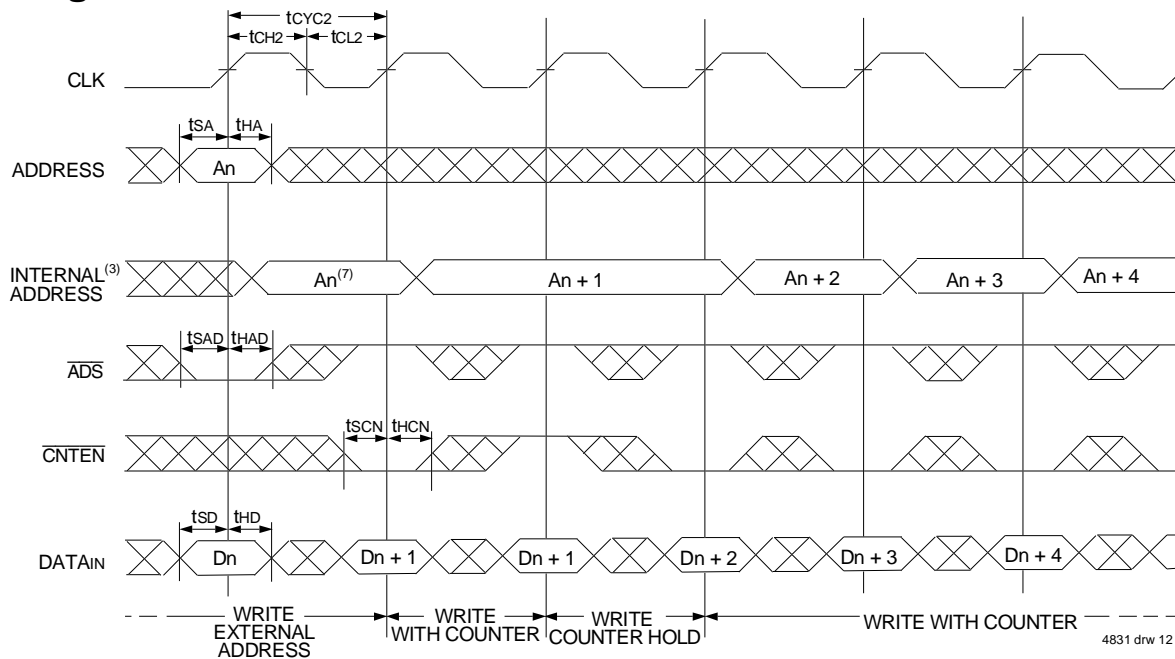 tCYC2
tCH2 tCL2
CLK
tSA tHA
ADDRESS An
INTERNAL(3) ADDRESS An(7) An + 1 An + 2 An + 3 An + 4
tSAD tHAD
ADS
tSCN tHCN
CNTEN
tSD tHD
DATAIN Dn Dn + 1 Dn + 1 Dn + 2 Dn + 3 Dn + 4
WRITE EXTERNAL ADDRESS
WRITE WITH COUNTER
WRITE COUNTER HOLD
WRITE WITH COUNTER
4831 drw 12